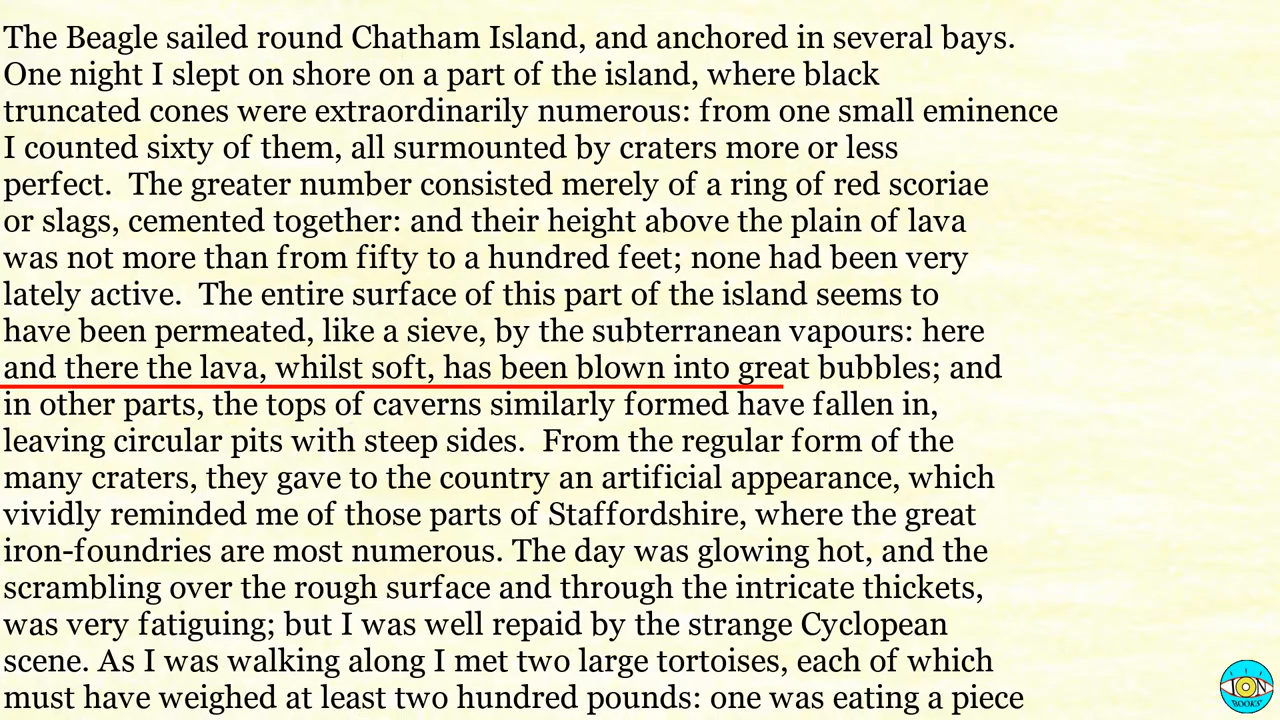 The Beagle sailed round Chatham Island, and anchored in several bays.
One night I slept on shore on a part of the island, where black
truncated cones were extraordinarily numerous: from one small eminence
I counted sixty of them, all surmounted by craters more or less
perfect.  The greater number consisted merely of a ring of red scoriae
or slags, cemented together: and their height above the plain of lava
was not more than from fifty to a hundred feet; none had been very
lately active.  The entire surface of this part of the island seems to
have been permeated, like a sieve, by the subterranean vapours: here
and there the lava, whilst soft, has been blown into great bubbles; and
in other parts, the tops of caverns similarly formed have fallen in,
leaving circular pits with steep sides.  From the regular form of the
many craters, they gave to the country an artificial appearance, which
vividly reminded me of those parts of Staffordshire, where the great
iron-foundries are most numerous. The day was glowing hot, and the
scrambling over the rough surface and through the intricate thickets,
was very fatiguing; but I was well repaid by the strange Cyclopean
scene. As I was walking along I met two large tortoises, each of which
must have weighed at least two hundred pounds: one was eating a piece
ION
BOOKS